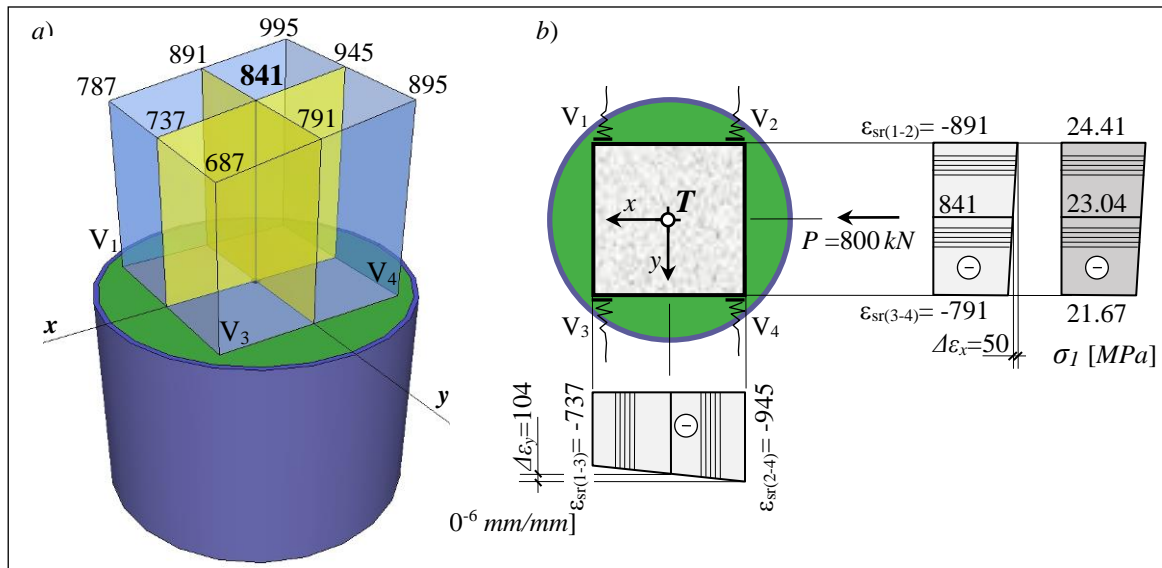 a)
995
891
945
787
841
895
737
791
687
V1
V4
V3
x
y
b)
V1
V2
εsr(1-2)= -891
24.41
x
T
841
23.04
P =800 kN
y
V3
V4
εsr(3-4)= -791
21.67
Δεx=50
σ1 [MPa]
Δεy=104
εsr(1-3)= -737
εsr(2-4)= -945
0-6 mm/mm]